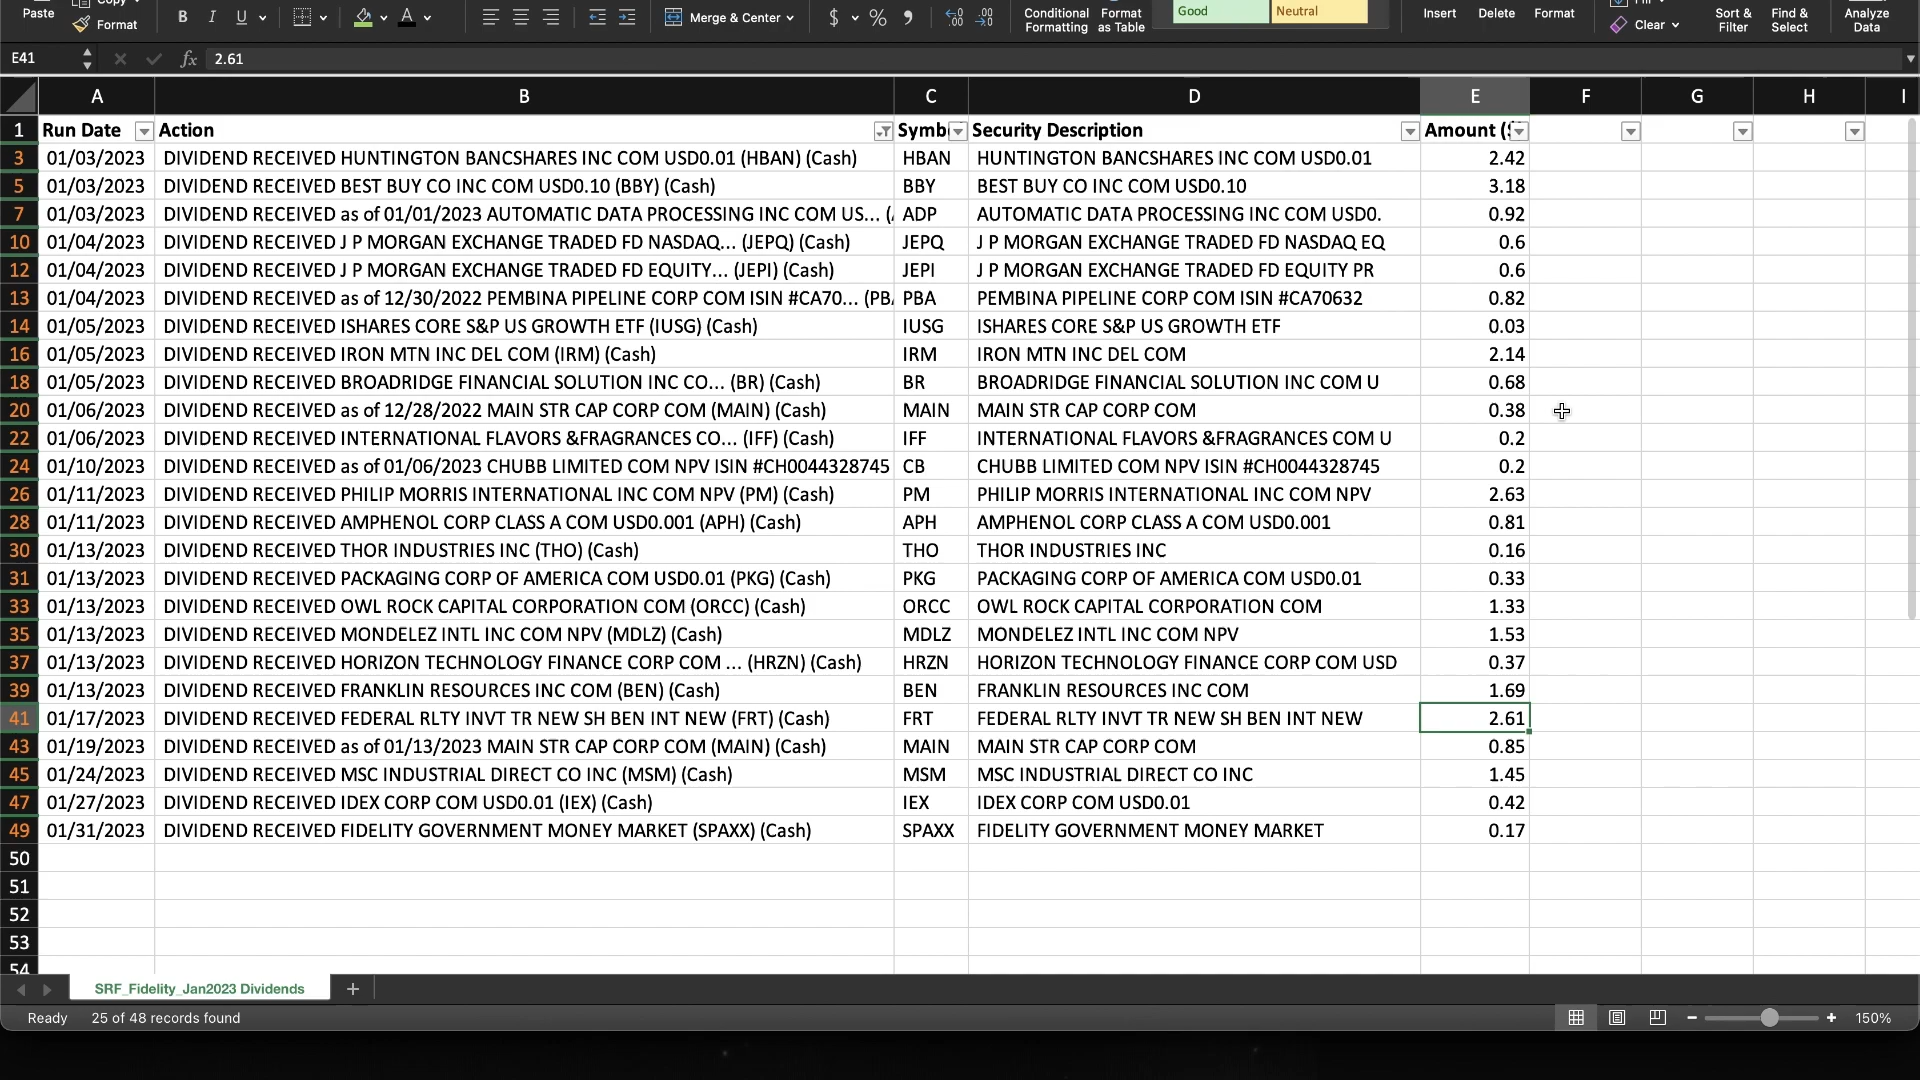 Paste Copy Format B I U Merge & Center $ % 9 Conditional Formatting Format as Table Good Neutral Insert Delete Format Clear Sort & Filter Find & Select Analyze Data
E41 fx 2.61
A B C D E F G H I
1 Run Date Action Symb Security Description Amount ($
3 01/03/2023 DIVIDEND RECEIVED HUNTINGTON BANCSHARES INC COM USD0.01 (HBAN) (Cash) HBAN HUNTINGTON BANCSHARES INC COM USD0.01 2.42
5 01/03/2023 DIVIDEND RECEIVED BEST BUY CO INC COM USD0.10 (BBY) (Cash) BBY BEST BUY CO INC COM USD0.10 3.18
7 01/03/2023 DIVIDEND RECEIVED as of 01/01/2023 AUTOMATIC DATA PROCESSING INC COM US... ( ADP AUTOMATIC DATA PROCESSING INC COM USD0. 0.92
10 01/04/2023 DIVIDEND RECEIVED J P MORGAN EXCHANGE TRADED FD NASDAQ... (JEPQ) (Cash) JEPQ J P MORGAN EXCHANGE TRADED FD NASDAQ EQ 0.6
12 01/04/2023 DIVIDEND RECEIVED J P MORGAN EXCHANGE TRADED FD EQUITY... (JEPI) (Cash) JEPI J P MORGAN EXCHANGE TRADED FD EQUITY PR 0.6
13 01/04/2023 DIVIDEND RECEIVED as of 12/30/2022 PEMBINA PIPELINE CORP COM ISIN #CA70... (PBA PBA PEMBINA PIPELINE CORP COM ISIN #CA70632 0.82
14 01/05/2023 DIVIDEND RECEIVED ISHARES CORE S&P US GROWTH ETF (IUSG) (Cash) IUSG ISHARES CORE S&P US GROWTH ETF 0.03
16 01/05/2023 DIVIDEND RECEIVED IRON MTN INC DEL COM (IRM) (Cash) IRM IRON MTN INC DEL COM 2.14
18 01/05/2023 DIVIDEND RECEIVED BROADRIDGE FINANCIAL SOLUTION INC CO... (BR) (Cash) BR BROADRIDGE FINANCIAL SOLUTION INC COM U 0.68
20 01/06/2023 DIVIDEND RECEIVED as of 12/28/2022 MAIN STR CAP CORP COM (MAIN) (Cash) MAIN MAIN STR CAP CORP COM 0.38
22 01/06/2023 DIVIDEND RECEIVED INTERNATIONAL FLAVORS &FRAGRANCES CO... (IFF) (Cash) IFF INTERNATIONAL FLAVORS &FRAGRANCES COM U 0.2
24 01/10/2023 DIVIDEND RECEIVED as of 01/06/2023 CHUBB LIMITED COM NPV ISIN #CH0044328745 CB CHUBB LIMITED COM NPV ISIN #CH0044328745 0.2
26 01/11/2023 DIVIDEND RECEIVED PHILIP MORRIS INTERNATIONAL INC COM NPV (PM) (Cash) PM PHILIP MORRIS INTERNATIONAL INC COM NPV 2.63
28 01/11/2023 DIVIDEND RECEIVED AMPHENOL CORP CLASS A COM USD0.001 (APH) (Cash) APH AMPHENOL CORP CLASS A COM USD0.001 0.81
30 01/13/2023 DIVIDEND RECEIVED THOR INDUSTRIES INC (THO) (Cash) THO THOR INDUSTRIES INC 0.16
31 01/13/2023 DIVIDEND RECEIVED PACKAGING CORP OF AMERICA COM USD0.01 (PKG) (Cash) PKG PACKAGING CORP OF AMERICA COM USD0.01 0.33
33 01/13/2023 DIVIDEND RECEIVED OWL ROCK CAPITAL CORPORATION COM (ORCC) (Cash) ORCC OWL ROCK CAPITAL CORPORATION COM 1.33
35 01/13/2023 DIVIDEND RECEIVED MONDELEZ INTL INC COM NPV (MDLZ) (Cash) MDLZ MONDELEZ INTL INC COM NPV 1.53
37 01/13/2023 DIVIDEND RECEIVED HORIZON TECHNOLOGY FINANCE CORP COM ... (HRZN) (Cash) HRZN HORIZON TECHNOLOGY FINANCE CORP COM USD 0.37
39 01/13/2023 DIVIDEND RECEIVED FRANKLIN RESOURCES INC COM (BEN) (Cash) BEN FRANKLIN RESOURCES INC COM 1.69
41 01/17/2023 DIVIDEND RECEIVED FEDERAL RLTY INVT TR NEW SH BEN INT NEW (FRT) (Cash) FRT FEDERAL RLTY INVT TR NEW SH BEN INT NEW 2.61
43 01/19/2023 DIVIDEND RECEIVED as of 01/13/2023 MAIN STR CAP CORP COM (MAIN) (Cash) MAIN MAIN STR CAP CORP COM 0.85
45 01/24/2023 DIVIDEND RECEIVED MSC INDUSTRIAL DIRECT CO INC (MSM) (Cash) MSM MSC INDUSTRIAL DIRECT CO INC 1.45
47 01/27/2023 DIVIDEND RECEIVED IDEX CORP COM USD0.01 (IEX) (Cash) IEX IDEX CORP COM USD0.01 0.42
49 01/31/2023 DIVIDEND RECEIVED FIDELITY GOVERNMENT MONEY MARKET (SPAXX) (Cash) SPAXX FIDELITY GOVERNMENT MONEY MARKET 0.17
50
51
52
53
54
SRF_Fidelity_Jan2023 Dividends
Ready 25 of 48 records found 150%